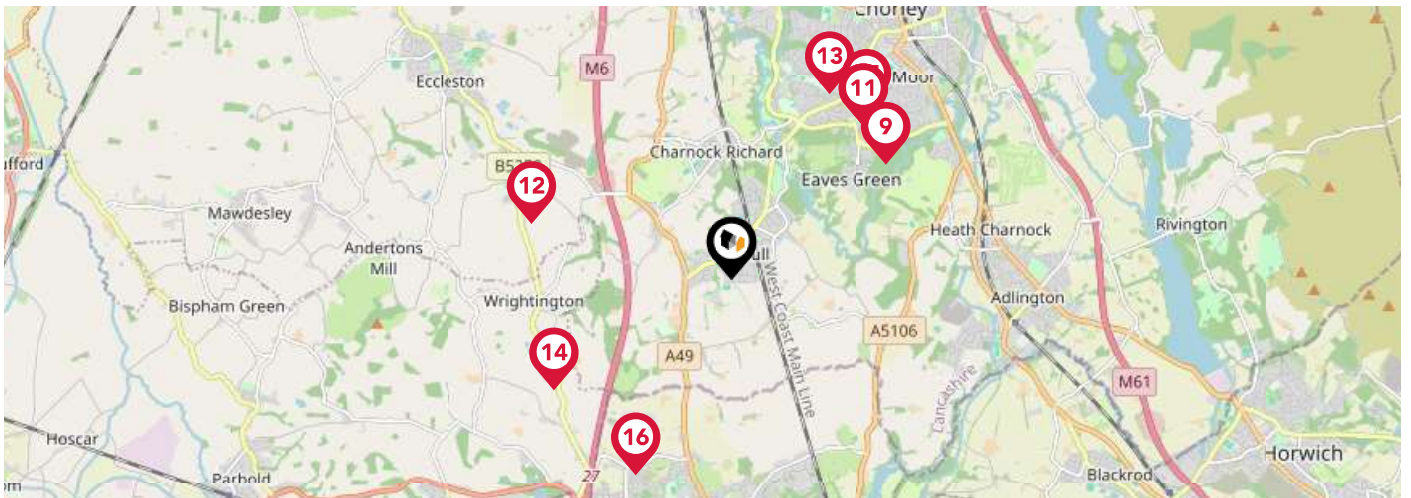 Chorley
13
M6
Moor
Eccleston
11
9
Charnock Richard
ufford
B5250
Eaves Green
12
Mawdesley
Rivington
Heath Charnock
Andertons
Mill
ull
West Coast Main Line
Wrightington
Adlington
Bispham Green
A5106
14
A49
M61
Lancashire
16
Hoscar
Horwich
27
Parbold
Blackrod
om